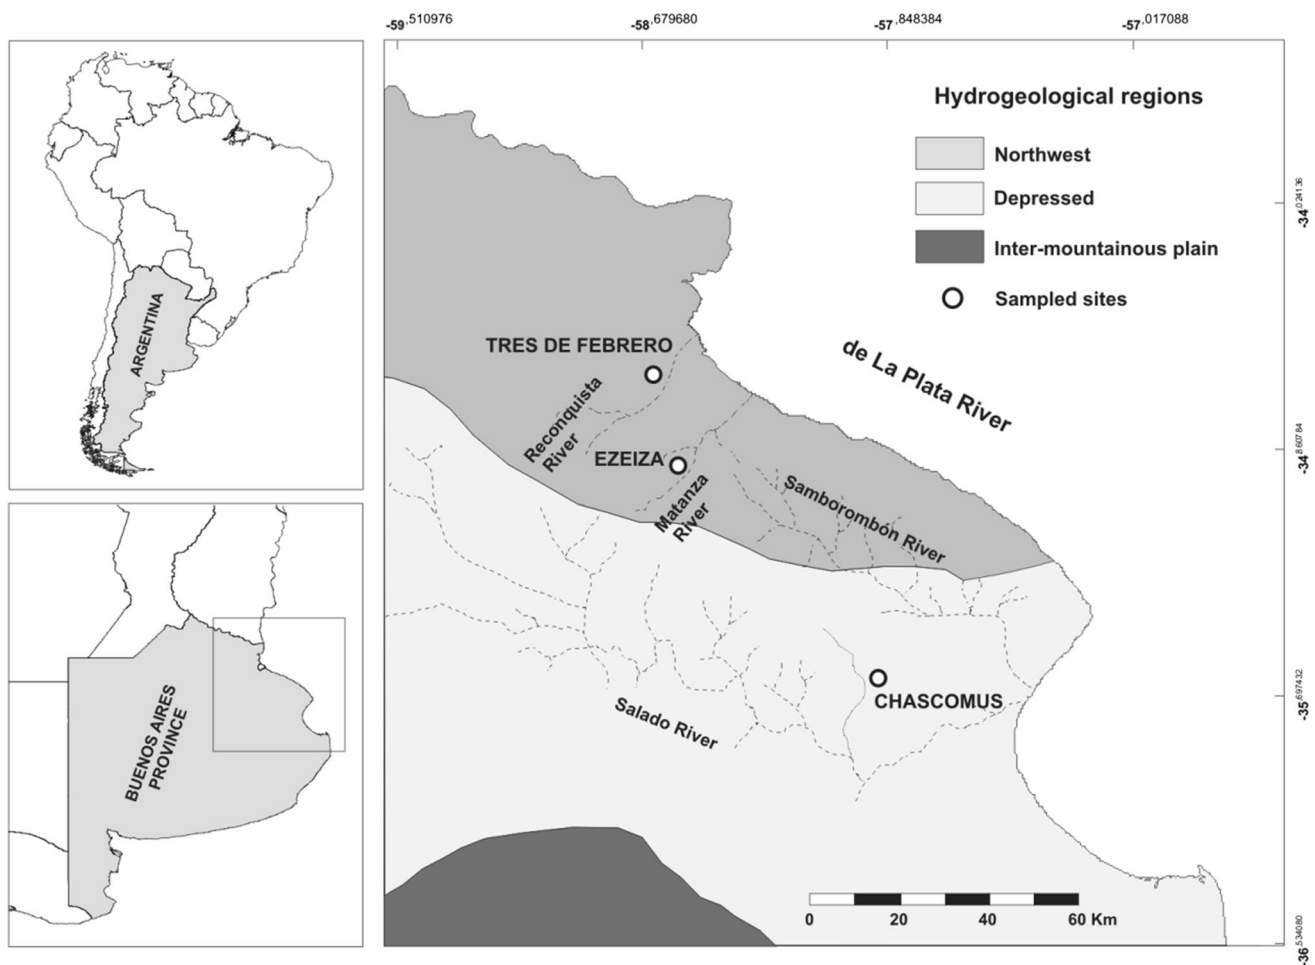 -59,510976
-58,679680
-57,848384
-57,017088
Hydrogeological regions
Northwest
Depressed
Inter-mountainous plain
Sampled sites
-34,024136
ARGENTINA
TRES DE FEBRERO
de La Plata River
Reconquista
River
EZEIZA
-34,860784
Matanza
River
Samborombón River
BUENOS AIRES
PROVINCE
CHASCOMUS
-35,697432
Salado River
0 20 40 60 Km
-36,534080